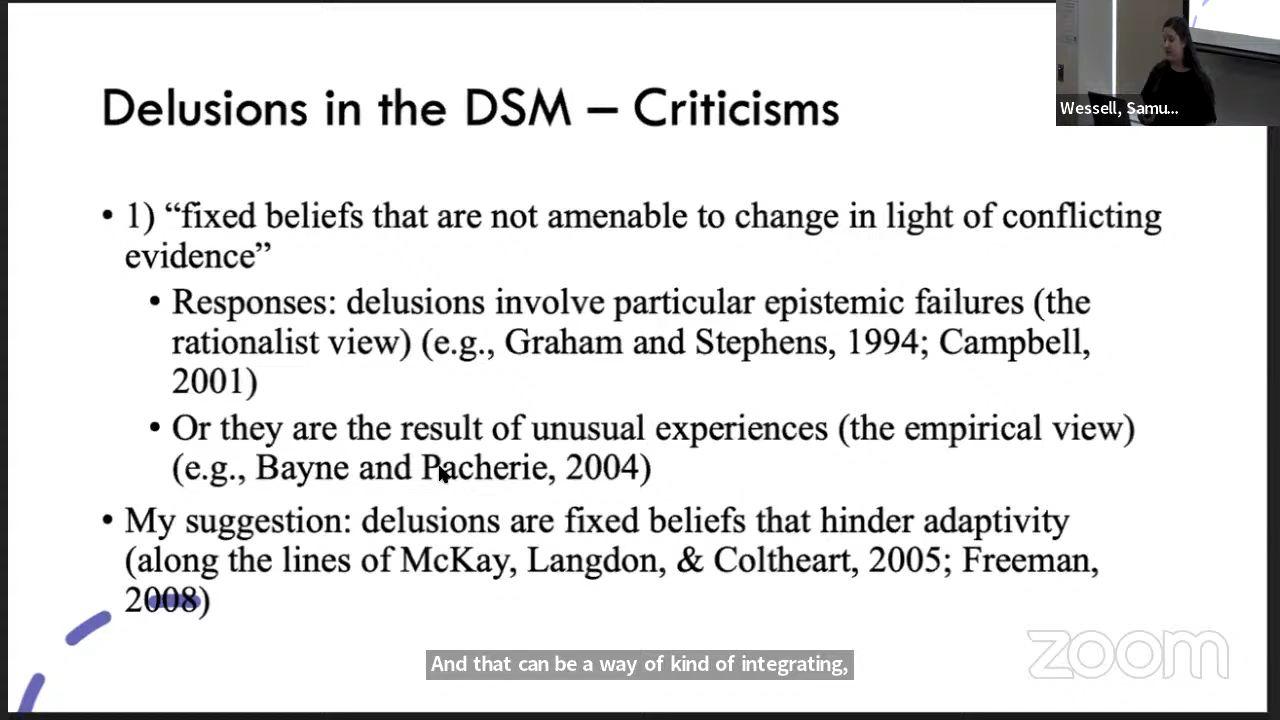 Delusions in the DSM – Criticisms
Wessell, Samu...
• 1) “fixed beliefs that are not amenable to change in light of conflicting
evidence”
• Responses: delusions involve particular epistemic failures (the
rationalist view) (e.g., Graham and Stephens, 1994; Campbell,
2001)
• Or they are the result of unusual experiences (the empirical view)
(e.g., Bayne and Pacherie, 2004)
• My suggestion: delusions are fixed beliefs that hinder adaptivity
(along the lines of McKay, Langdon, & Coltheart, 2005; Freeman,
2008)
And that can be a way of kind of integrating,
zoom